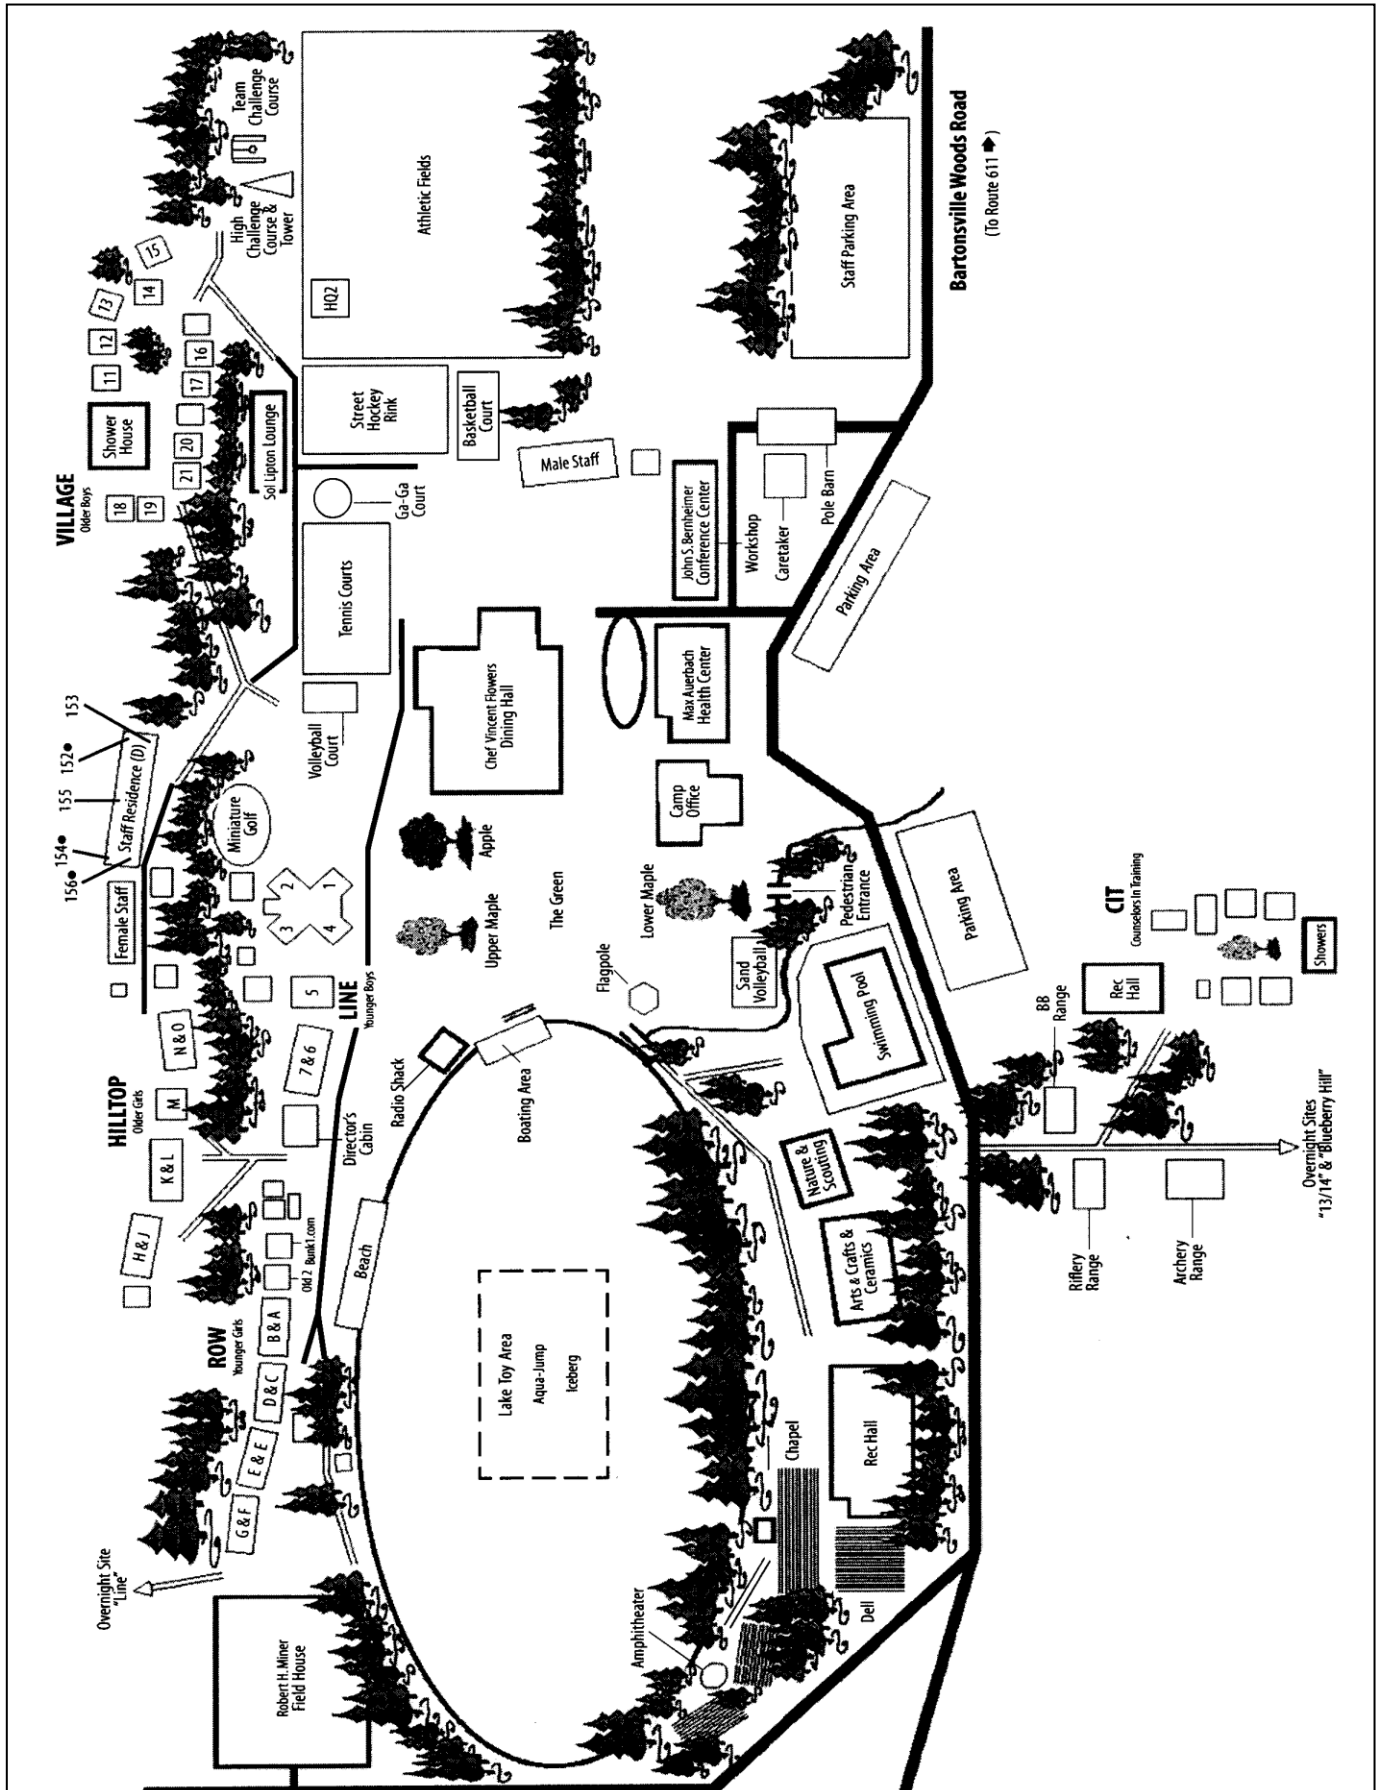 Overnight Site
"Line"
Robert H. Miner
Field House
G & F
E & E
D & C
B & A
ROW
Younger Girls
Old 2
Bunk1.com
H & J
K & L
M
N & O
HILLTOP
Older Girls
Director's
Cabin
7 & 6
5
LINE
Younger Boys
3
4
2
1
Female Staff
Staff Residence (D)
156●
154●
155
152●
153
Miniature
Golf
Volleyball
Court
Tennis Courts
VILLAGE
Older Boys
18
19
21
20
Shower
House
17
16
11
12
13
14
15
Sol Lipton Lounge
Ga-Ga
Court
Street
Hockey
Rink
Basketball
Court
HQ2
High
Challenge
Course &
Tower
Team
Challenge
Course
Athletic Fields
Beach
Radio Shack
Boating Area
Lake Toy Area
Aqua-Jump
Iceberg
Upper Maple
Apple
The Green
Flagpole
Lower Maple
Chef Vincent Flowers
Dining Hall
Camp
Office
Max Auerbach
Health Center
John S. Bernheimer
Conference Center
Male Staff
Workshop
Caretaker
Pole Barn
Staff Parking Area
Bartonsville Woods Road
(To Route 611 ➡)
Parking Area
Amphitheater
Chapel
Dell
Rec Hall
Arts & Crafts &
Ceramics
Nature &
Scouting
Swimming Pool
Sand
Volleyball
Pedestrian
Entrance
Parking Area
Riflery
Range
Archery
Range
BB
Range
Rec
Hall
CIT
Counselors In Training
Showers
Overnight Sites
"13/14" & "Blueberry Hill"